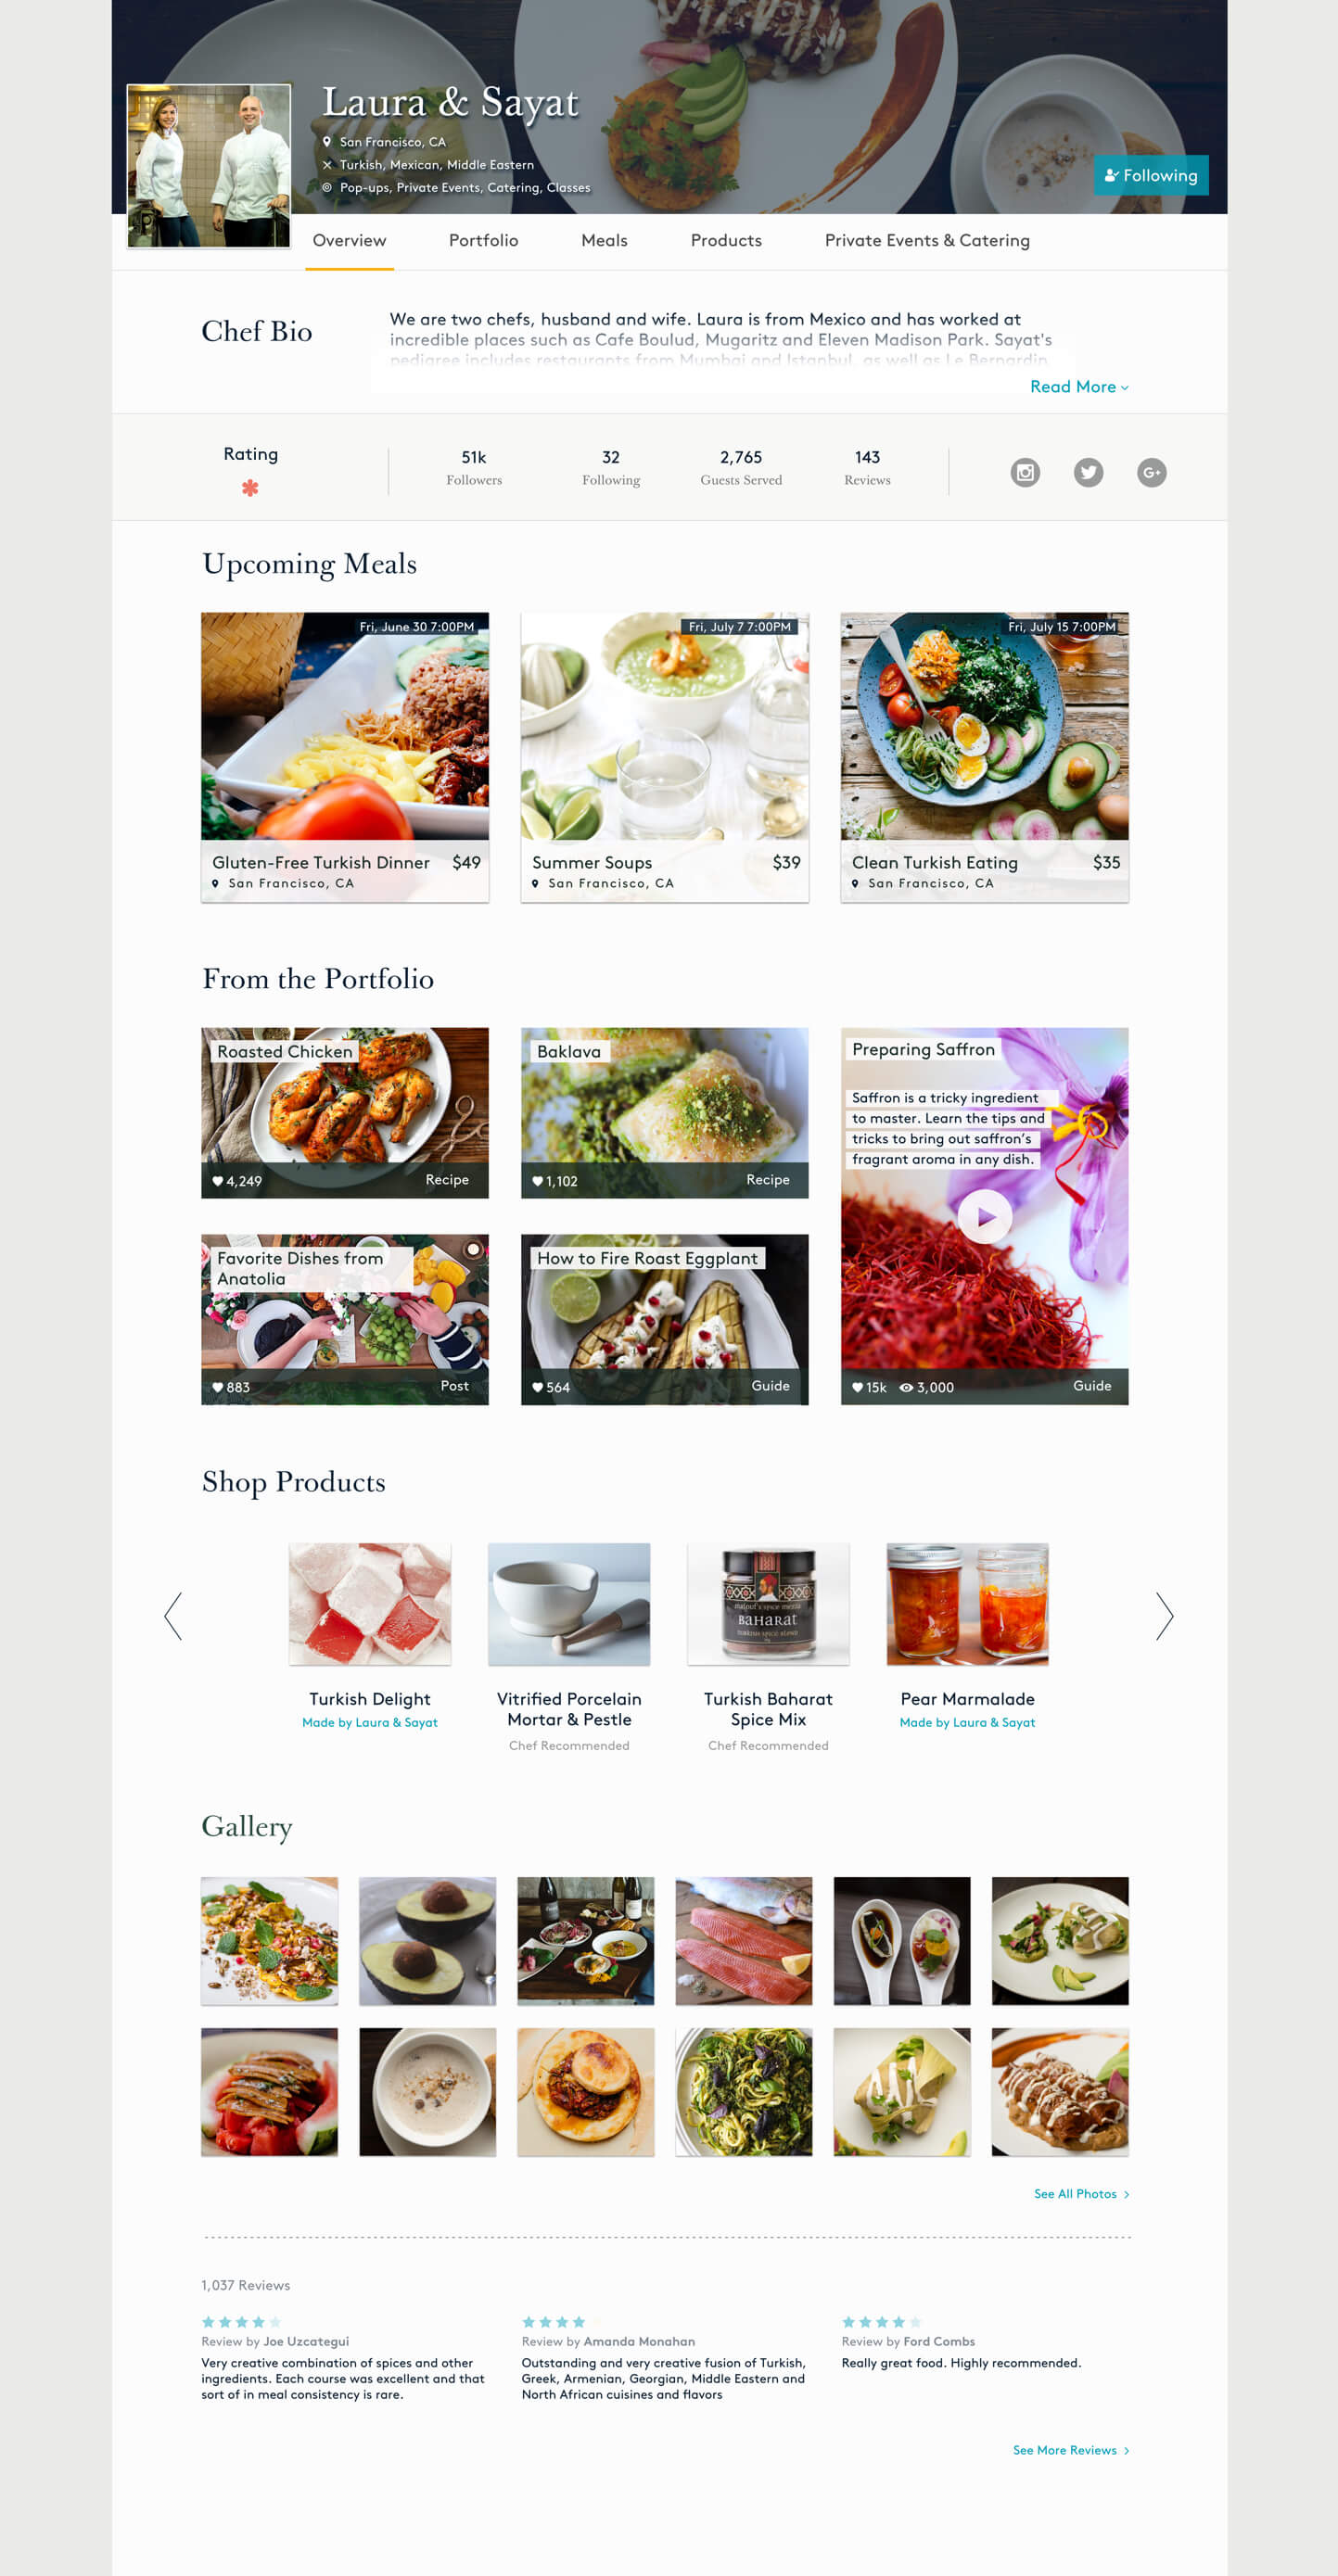 Laura & Sayat
San Francisco, CA
Turkish, Mexican, Middle Eastern
Pop-ups, Private Events, Catering, Classes
Following
Overview
Portfolio
Meals
Products
Private Events & Catering
Chef Bio
We are two chefs, husband and wife. Laura is from Mexico and has worked at
incredible places such as Cafe Boulud, Mugaritz and Eleven Madison Park. Sayat's
pedigree includes restaurants from Mumbai and Istanbul, as well as Le Bernardin
Read More
Rating
51k
Followers
32
Following
2,765
Guests Served
143
Reviews
G+
Upcoming Meals
Fri, June 30 7:00PM
Gluten-Free Turkish Dinner $49
San Francisco, CA
Fri, July 7 7:00PM
Summer Soups $39
San Francisco, CA
Fri, July 15 7:00PM
Clean Turkish Eating $35
San Francisco, CA
From the Portfolio
Roasted Chicken
4,249 Recipe
Baklava
1,102 Recipe
Preparing Saffron
Saffron is a tricky ingredient
to master. Learn the tips and
tricks to bring out saffron's
fragrant aroma in any dish.
15k 3,000 Guide
Favorite Dishes from
Anatolia
883 Post
How to Fire Roast Eggplant
564 Guide
Shop Products
BAHARAT
Turkish Delight
Made by Laura & Sayat
Vitrified Porcelain
Mortar & Pestle
Chef Recommended
Turkish Baharat
Spice Mix
Chef Recommended
Pear Marmalade
Made by Laura & Sayat
Gallery
See All Photos
1,037 Reviews
Review by Joe Uzcategui
Very creative combination of spices and other
ingredients. Each course was excellent and that
sort of in meal consistency is rare.
Review by Amanda Monahan
Outstanding and very creative fusion of Turkish,
Greek, Armenian, Georgian, Middle Eastern and
North African cuisines and flavors
Review by Ford Combs
Really great food. Highly recommended.
See More Reviews